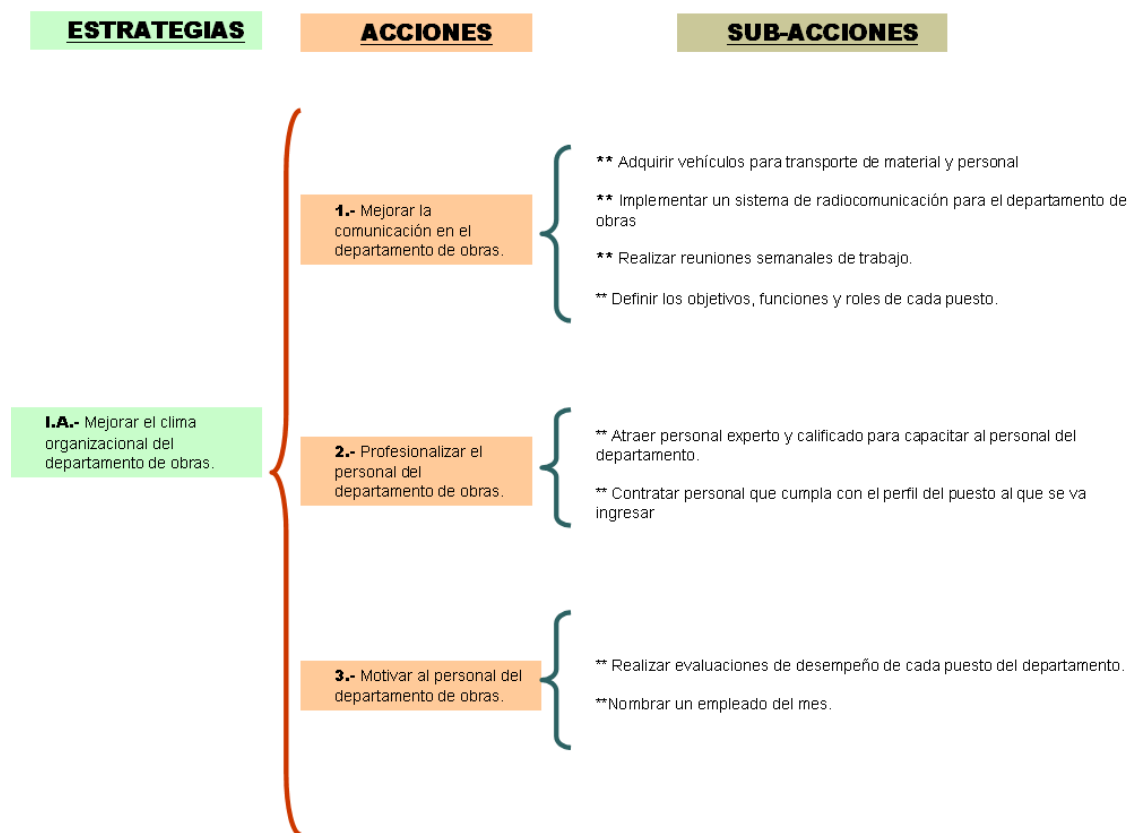 ESTRATEGIAS
ACCIONES
SUB-ACCIONES
I.A.- Mejorar el clima
organizacional del
departamento de obras.
1.- Mejorar la
comunicación en el
departamento de obras.
** Adquirir vehículos para transporte de material y personal
** Implementar un sistema de radiocomunicación para el departamento de
obras
** Realizar reuniones semanales de trabajo.
** Definir los objetivos, funciones y roles de cada puesto.
2.- Profesionalizar el
personal del
departamento de obras.
** Atraer personal experto y calificado para capacitar al personal del
departamento.
** Contratar personal que cumpla con el perfil del puesto al que se va
ingresar
3.- Motivar al personal del
departamento de obras.
** Realizar evaluaciones de desempeño de cada puesto del departamento.
**Nombrar un empleado del mes.